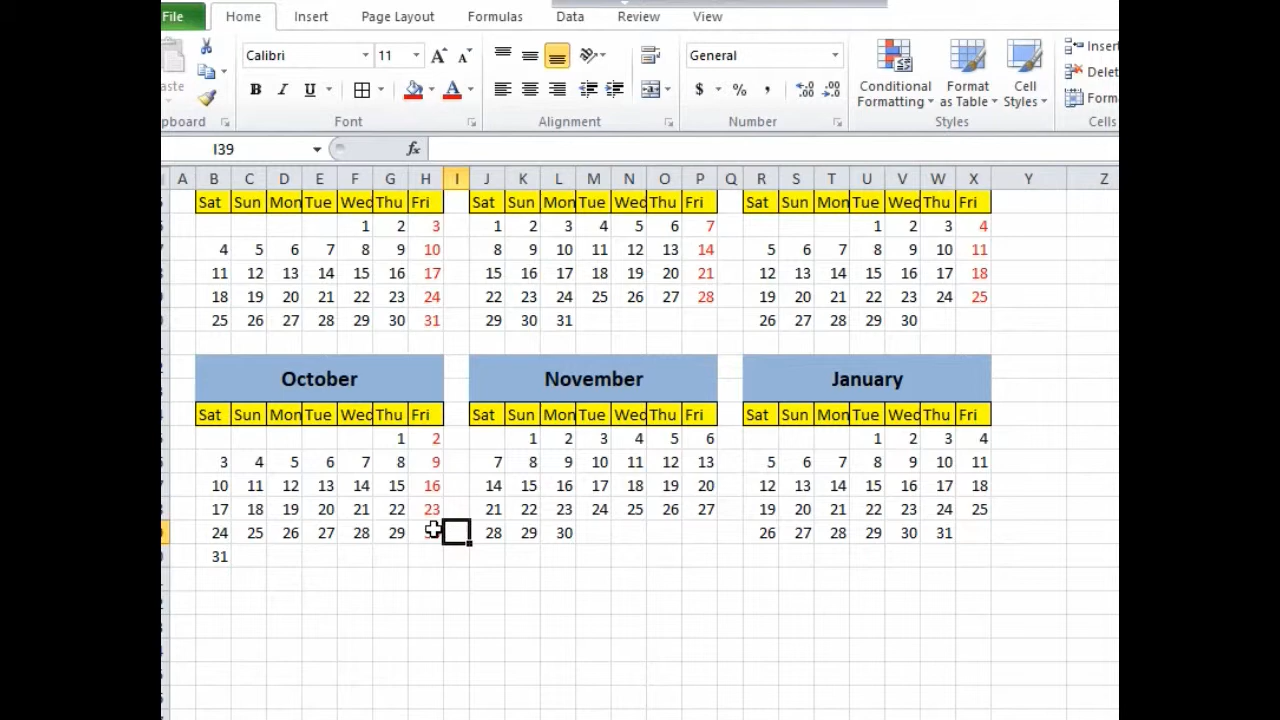 File Home Insert Page Layout Formulas Data Review View
Calibri 11 General Insert
B I U $ % , Conditional Formatting Format as Table Cell Styles
Font Alignment Number Styles Cells
I39 fx
A B C D E F G H I J K L M N O P Q R S T U V W X Y Z
Sat Sun Mon Tue Wed Thu Fri Sat Sun Mon Tue Wed Thu Fri Sat Sun Mon Tue Wed Thu Fri
1 2 3 1 2 3 4 5 6 7 1 2 3 4
4 5 6 7 8 9 10 8 9 10 11 12 13 14 5 6 7 8 9 10 11
11 12 13 14 15 16 17 15 16 17 18 19 20 21 12 13 14 15 16 17 18
18 19 20 21 22 23 24 22 23 24 25 26 27 28 19 20 21 22 23 24 25
25 26 27 28 29 30 31 29 30 31 26 27 28 29 30
October November January
Sat Sun Mon Tue Wed Thu Fri Sat Sun Mon Tue Wed Thu Fri Sat Sun Mon Tue Wed Thu Fri
1 2 1 2 3 4 5 6 1 2 3 4
3 4 5 6 7 8 9 7 8 9 10 11 12 13 5 6 7 8 9 10 11
10 11 12 13 14 15 16 14 15 16 17 18 19 20 12 13 14 15 16 17 18
17 18 19 20 21 22 23 21 22 23 24 25 26 27 19 20 21 22 23 24 25
24 25 26 27 28 29 28 29 30 26 27 28 29 30 31
31